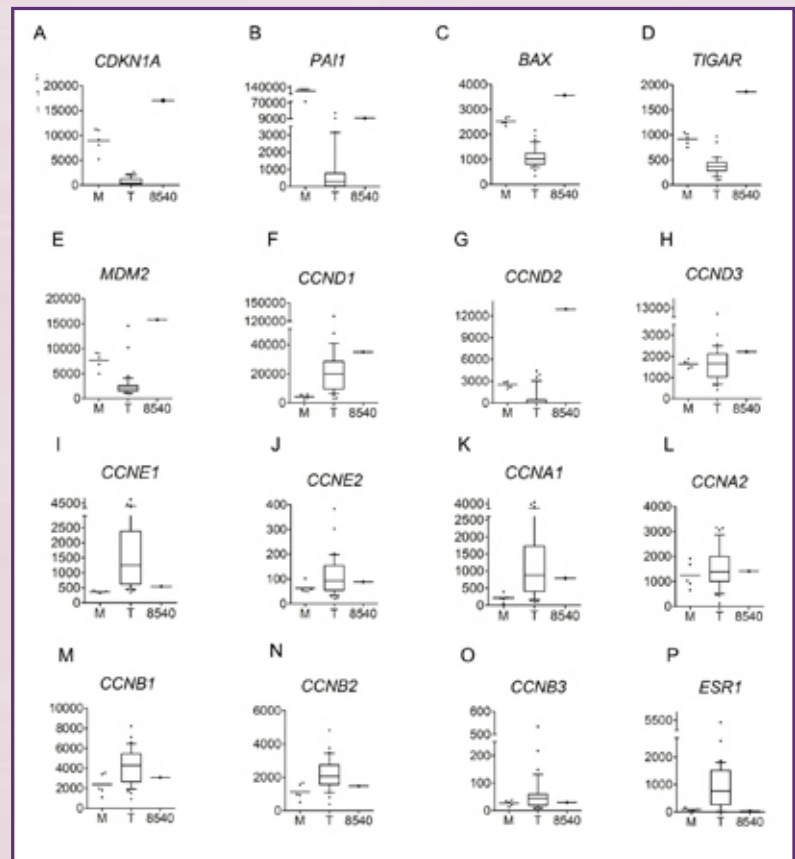 A B C D
CDKN1A PAI1 BAX TIGAR
20000 15000 10000 5000 0
M T 8540
140000 70000 9000 3000 2000 1000 0
M T 8540
4000 3000 2000 1000 0
M T 8540
2000 1500 1000 500 0
M T 8540
E F G H
MDM2 CCND1 CCND2 CCND3
20000 15000 10000 5000 0
M T 8540
150000 120000 40000 20000 0
M T 8540
12000 9000 6000 3000 0
M T 8540
13000 3000 2000 1000 0
M T 8540
I J K L
CCNE1 CCNE2 CCNA1 CCNA2
4500 2500 1500 500 0
M T 8540
400 300 200 100 0
M T 8540
4000 2000 1500 1000 500 0
M T 8540
4000 3000 2000 1000 0
M T 8540
M N O P
CCNB1 CCNB2 CCNB3 ESR1
10000 8000 6000 4000 2000 0
M T 8540
6000 4000 2000 0
M T 8540
600 500 200 100 0
M T 8540
5500 2000 1000 0
M T 8540